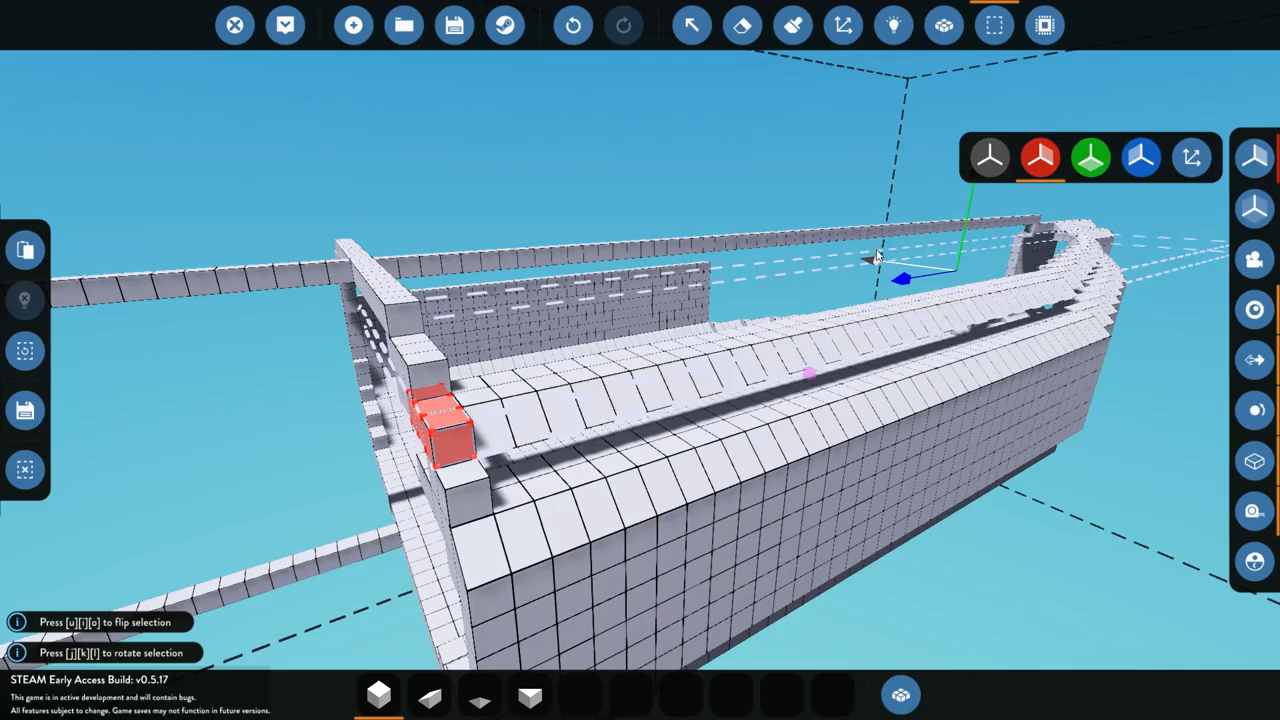 Press [u][i][o] to flip selection
Press [j][k][l] to rotate selection
STEAM Early Access Build: v0.5.17
This game is in active development and will contain bugs.
All features subject to change. Game saves may not function in future versions.